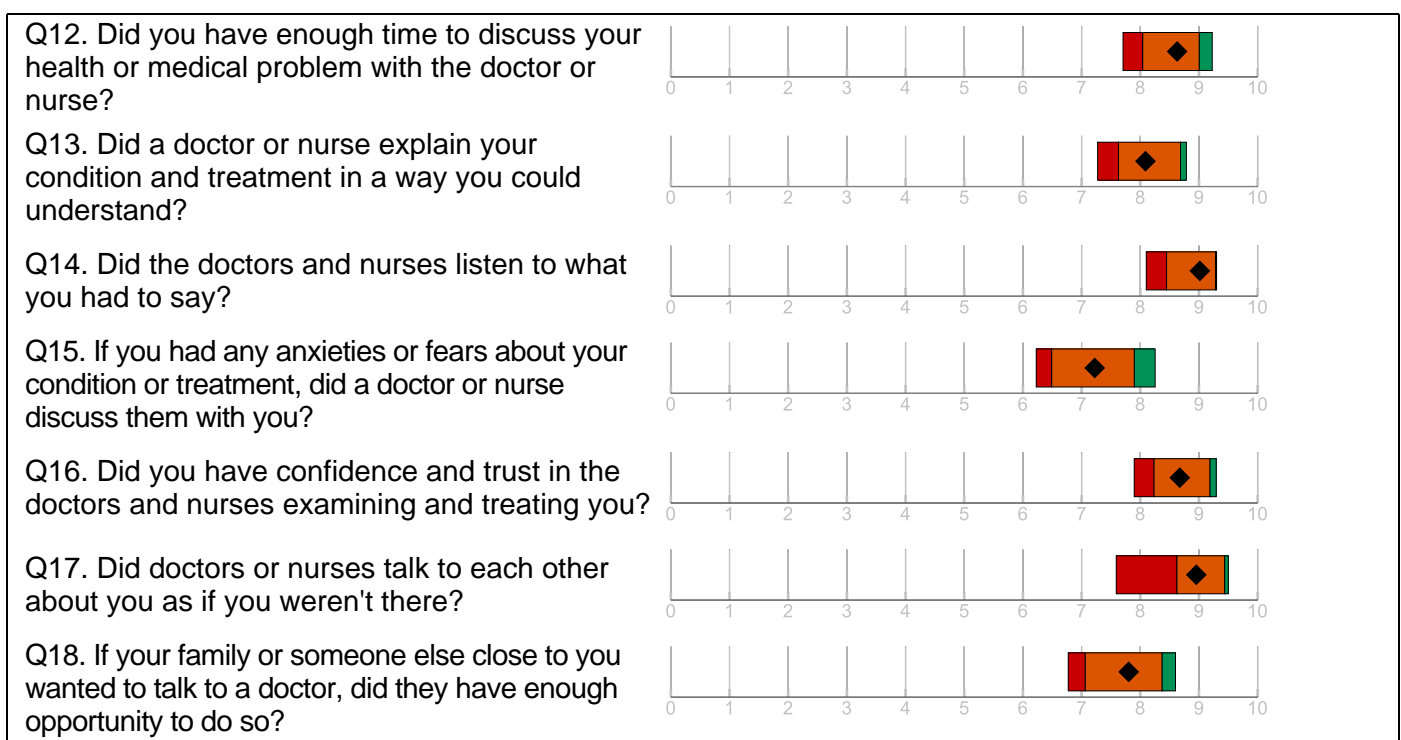 Q12. Did you have enough time to discuss your
health or medical problem with the doctor or
nurse?
0 1 2 3 4 5 6 7 8 9 10
Q13. Did a doctor or nurse explain your
condition and treatment in a way you could
understand?
0 1 2 3 4 5 6 7 8 9 10
Q14. Did the doctors and nurses listen to what
you had to say?
0 1 2 3 4 5 6 7 8 9 10
Q15. If you had any anxieties or fears about your
condition or treatment, did a doctor or nurse
discuss them with you?
0 1 2 3 4 5 6 7 8 9 10
Q16. Did you have confidence and trust in the
doctors and nurses examining and treating you?
0 1 2 3 4 5 6 7 8 9 10
Q17. Did doctors or nurses talk to each other
about you as if you weren't there?
0 1 2 3 4 5 6 7 8 9 10
Q18. If your family or someone else close to you
wanted to talk to a doctor, did they have enough
opportunity to do so?
0 1 2 3 4 5 6 7 8 9 10